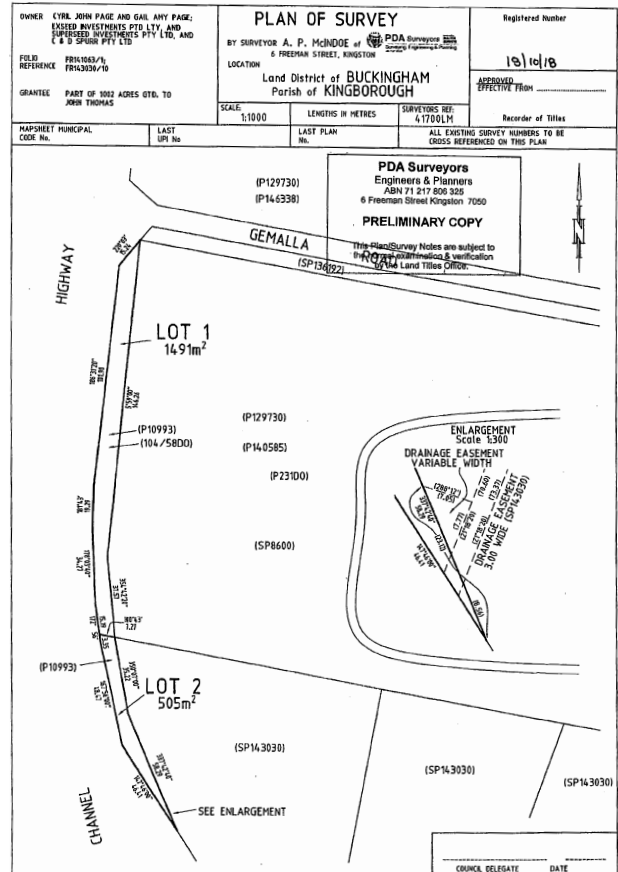 OWNER CYRIL JOHN PAGE AND GAIL AMY PAGE;
EXSEED INVESTMENTS PTD LTY, AND
SUPERSEED INVESTMENTS PTY LTD, AND
C & D SPURR PTY LTD
FOLIO
REFERENCE FR141063/1;
FR143030/10
GRANTEE PART OF 1002 ACRES GTD. TO
JOHN THOMAS
PLAN OF SURVEY
BY SURVEYOR A. P. McINDOE of PDA Surveyors
Surveying, Engineering & Planning
6 FREEMAN STREET, KINGSTON
LOCATION
Land District of BUCKINGHAM
Parish of KINGBOROUGH
SCALE: 1:1000
LENGTHS IN METRES
SURVEYORS REF: 41700LM
Registered Number
18/10/18
APPROVED
EFFECTIVE FROM
Recorder of Titles
MAPSHEET MUNICIPAL
CODE No.
LAST
UPI No
LAST PLAN
No.
ALL EXISTING SURVEY NUMBERS TO BE
CROSS REFERENCED ON THIS PLAN
PDA Surveyors
Engineers & Planners
ABN 71 217 806 325
6 Freeman Street Kingston 7050
PRELIMINARY COPY
This Plan/Survey Notes are subject to
the formal examination & verification
by the Land Titles Office.
(P129730)
(P146338)
GEMALLA
ROAD
(SP136192)
HIGHWAY
LOT 1
1491m²
(P10993)
(104/58DO)
(P129730)
(P140585)
(P231DO)
(SP8600)
ENLARGEMENT
Scale 1:300
DRAINAGE EASEMENT
VARIABLE WIDTH
DRAINAGE EASEMENT
3.00 WIDE (SP143030)
(P10993)
LOT 2
505m²
(SP143030)
(SP143030)
(SP143030)
SEE ENLARGEMENT
CHANNEL
COUNCIL DELEGATE DATE